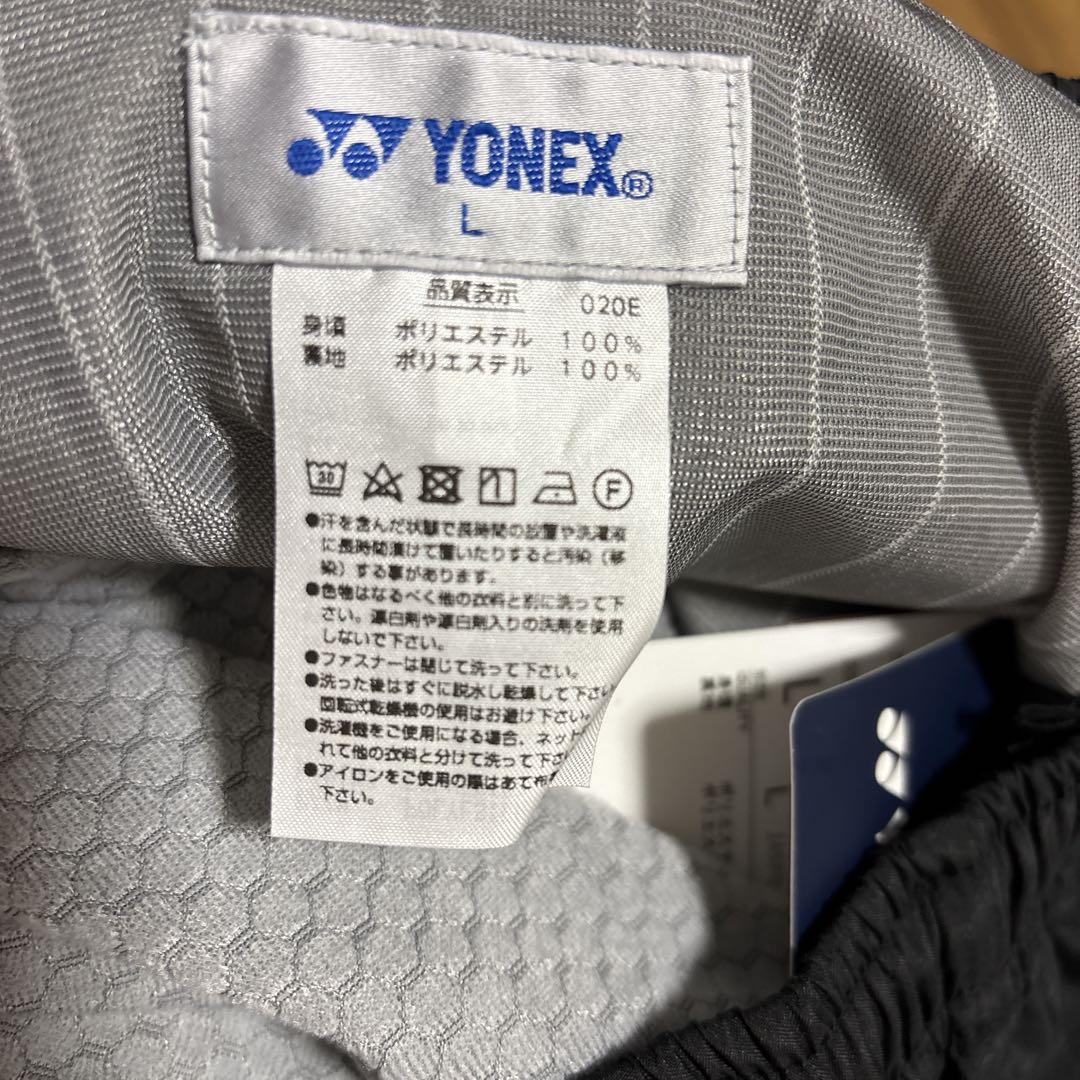 YONEX®
L
品質表示 020E
身頃 ポリエステル 100%
裏地 ポリエステル 100%
30 1 F
●汗を含んだ状態で長時間の放置や洗濯液
に長時間漬けて置いたりすると汚染（移
染）する事があります。
●色物はなるべく他の衣料と別に洗って下
さい。漂白剤や漂白剤入りの洗剤を使用
しないで下さい。
●ファスナーは閉じて洗って下さい。
●洗った後はすぐに脱水し乾燥して下さい
回転式乾燥機の使用はお避け下さい。
●洗濯機をご使用になる場合、ネット
れて他の衣料と分けて洗って下さ
●アイロンをご使用の際はあて布
下さい。
L
L